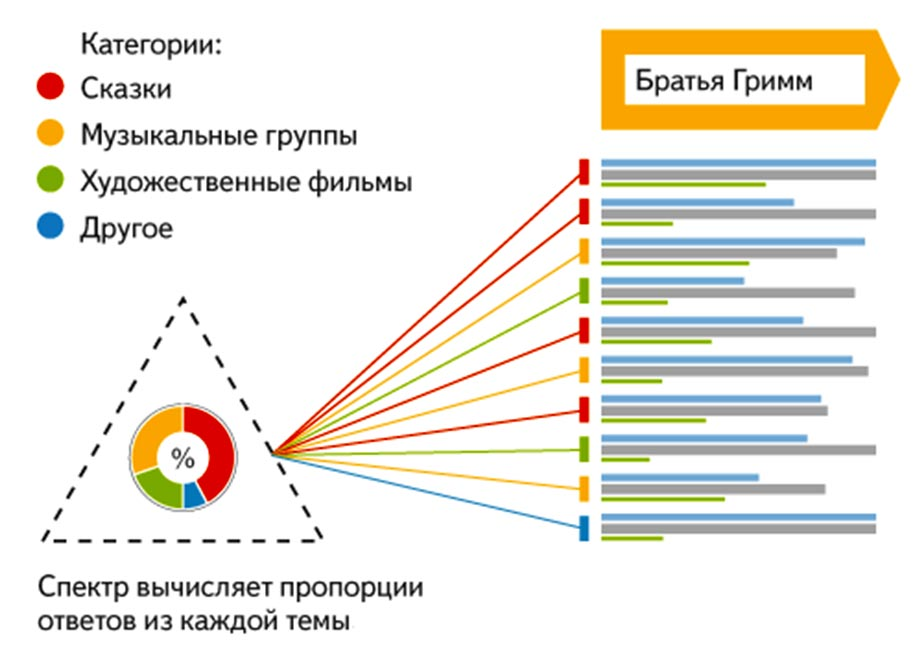 Категории:
Сказки
Музыкальные группы
Художественные фильмы
Другое
Братья Гримм
%
Спектр вычисляет пропорции
ответов из каждой темы